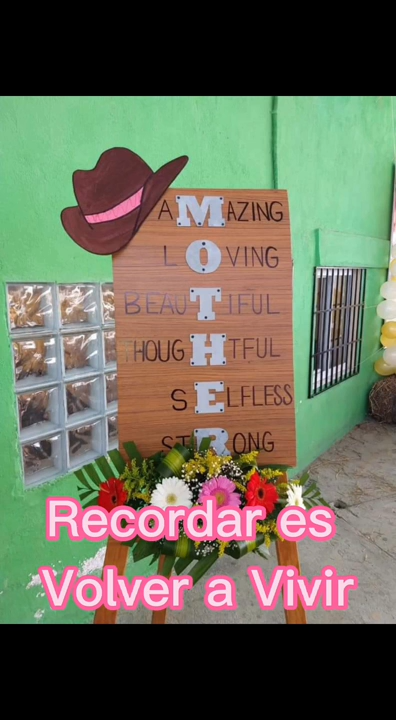 AMAZING
LOVING
BEAUTIFUL
THOUGHTFUL
SELFLESS
STRONG
Recordar es
Volver a Vivir